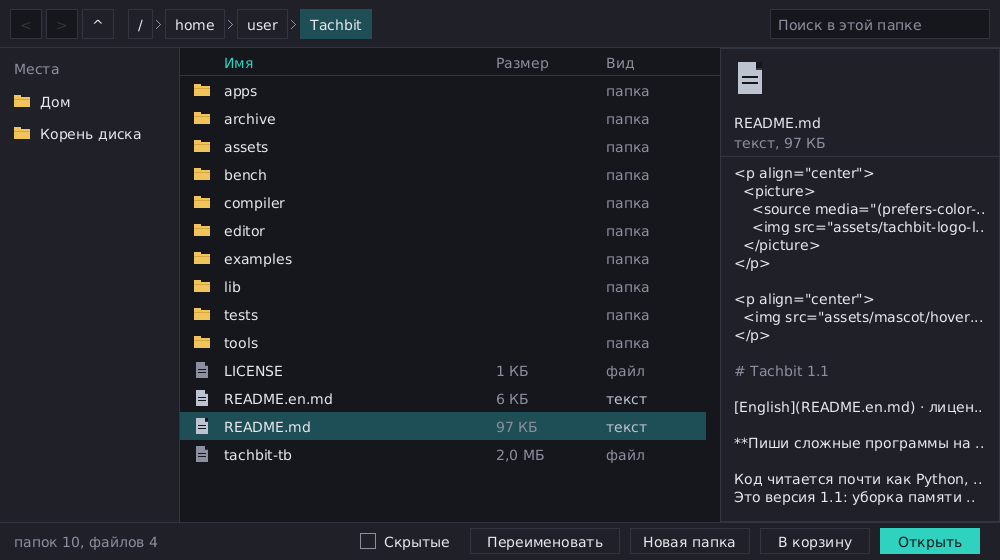 < > ^ / home user Tachbit Поиск в этой папке
Места
Дом
Корень диска
Имя Размер Вид
apps папка
archive папка
assets папка
bench папка
compiler папка
editor папка
examples папка
lib папка
tests папка
tools папка
LICENSE 1 КБ файл
README.en.md 6 КБ текст
README.md 97 КБ текст
tachbit-tb 2,0 МБ файл
README.md
текст, 97 КБ
<p align="center">
<picture>
<source media="(prefers-color-..
<img src="assets/tachbit-logo-l..
</picture>
</p>
<p align="center">
<img src="assets/mascot/hover...
</p>
# Tachbit 1.1
[English](README.en.md) · лицен..
**Пиши сложные программы на ..
Код читается почти как Python, ..
Это версия 1.1: уборка памяти ..
папок 10, файлов 4 Скрытые Переименовать Новая папка В корзину Открыть